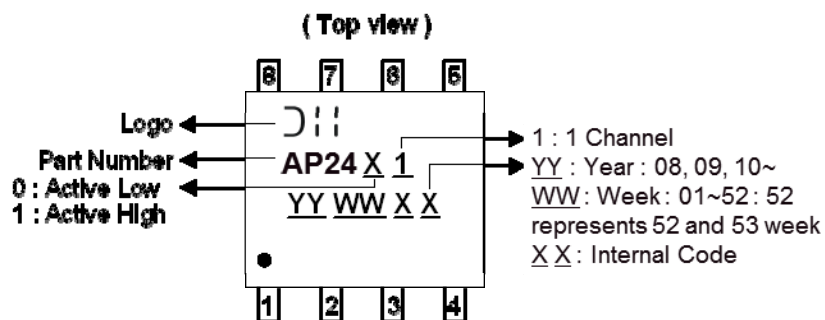 ( Top view )
8 7 6 5
Logo
Part Number
0 : Active Low
1 : Active High
DII
AP24 X 1
YY WW X X
1 : 1 Channel
YY : Year : 08, 09, 10~
WW : Week : 01~52 : 52
represents 52 and 53 week
X X : Internal Code
1 2 3 4